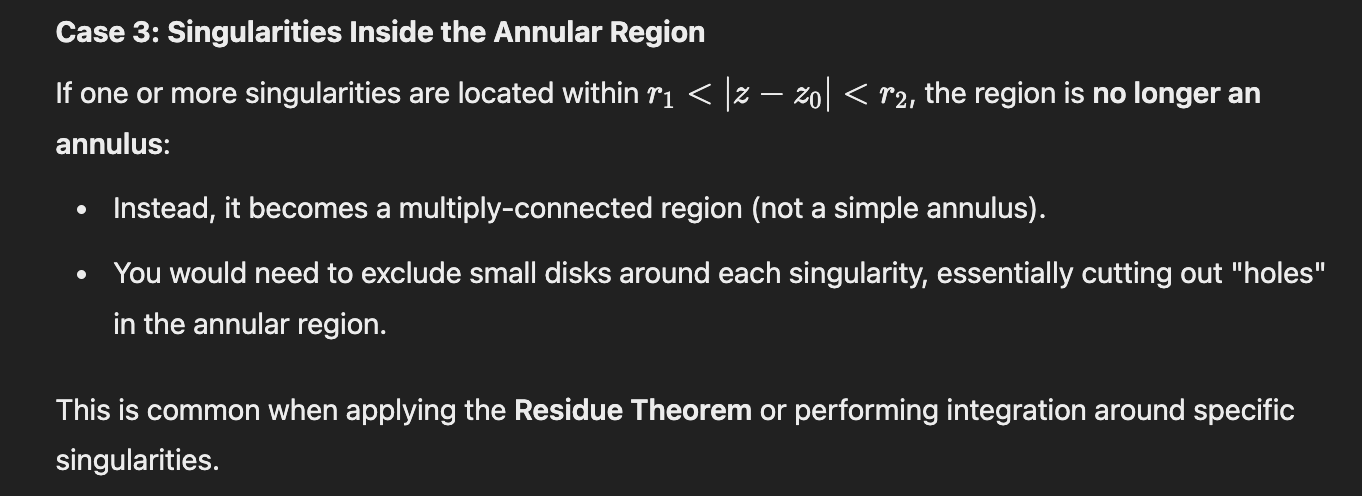 Case 3: Singularities Inside the Annular Region
If one or more singularities are located within r₁ < |z − z₀| < r₂, the region is no longer an
annulus:
• Instead, it becomes a multiply-connected region (not a simple annulus).
• You would need to exclude small disks around each singularity, essentially cutting out "holes"
in the annular region.
This is common when applying the Residue Theorem or performing integration around specific
singularities.